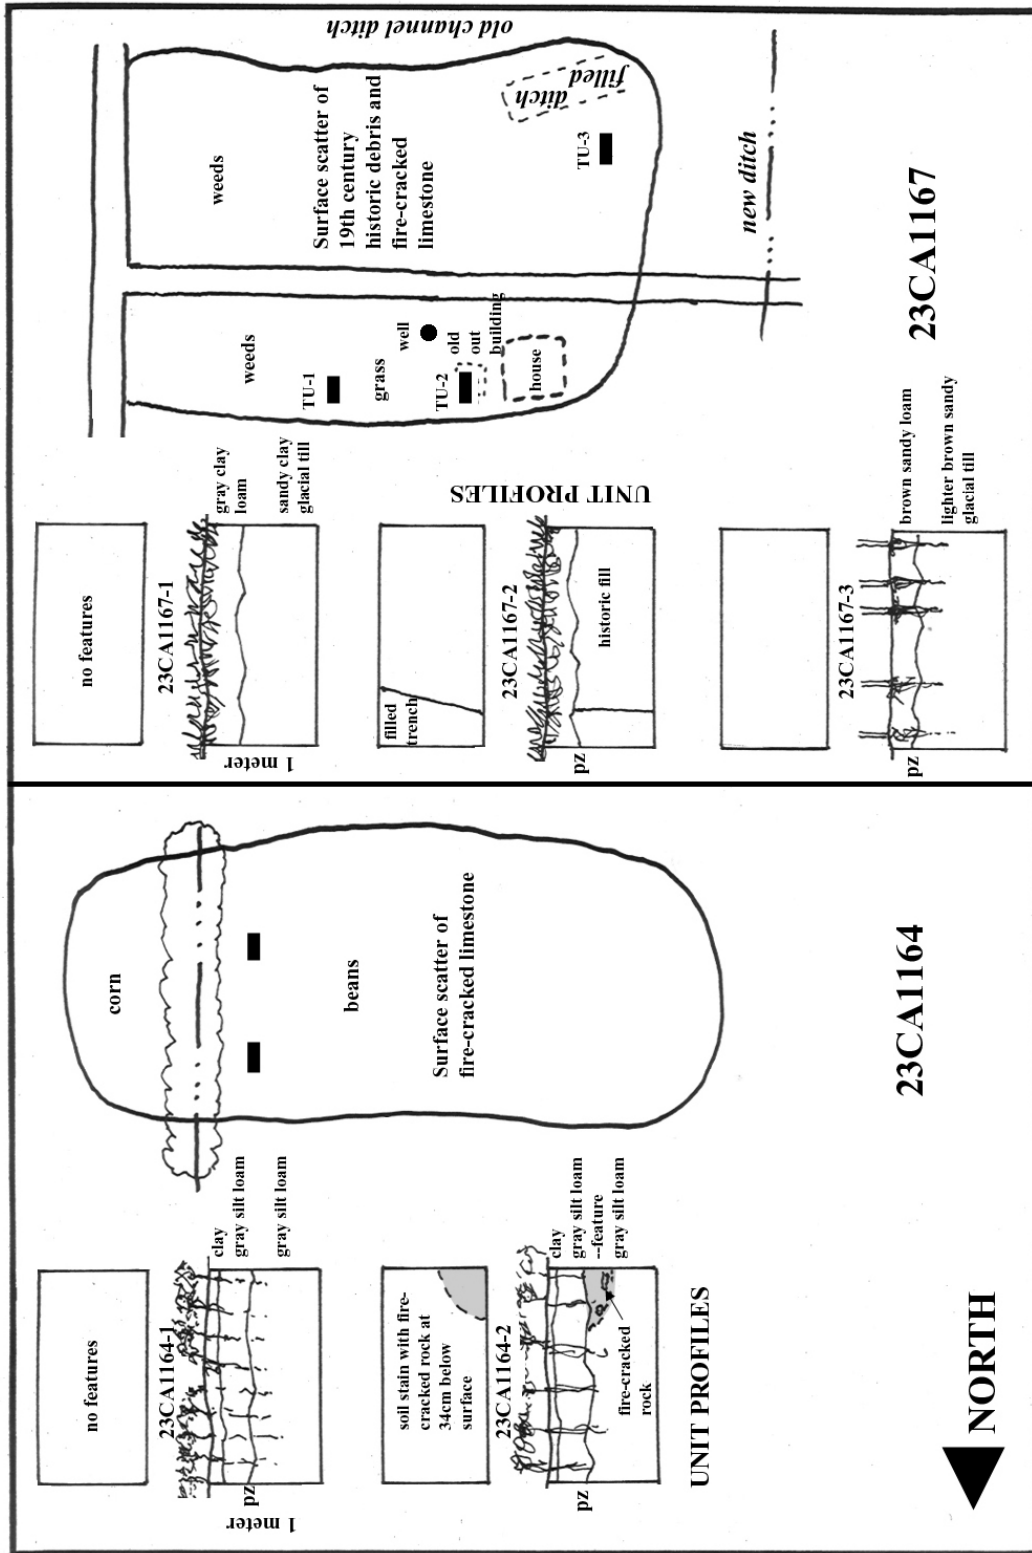 no features
23CA1164-1
1 meter
pz
clay
gray silt loam
gray silt loam
soil stain with fire-
cracked rock at
34cm below
surface
23CA1164-2
pz
clay
gray silt loam
--feature
gray silt loam
fire-cracked
rock
UNIT PROFILES
NORTH
corn
beans
Surface scatter of
fire-cracked limestone
23CA1164
no features
23CA1167-1
1 meter
gray clay
loam
sandy clay
glacial till
filled
trench
23CA1167-2
pz
historic fill
UNIT PROFILES
23CA1167-3
pz
brown sandy loam
lighter brown sandy
glacial till
weeds
TU-1
grass
well
TU-2
old
out
building
house
weeds
Surface scatter of
19th century
historic debris and
fire-cracked
limestone
old channel ditch
filled
ditch
TU-3
new ditch
23CA1167